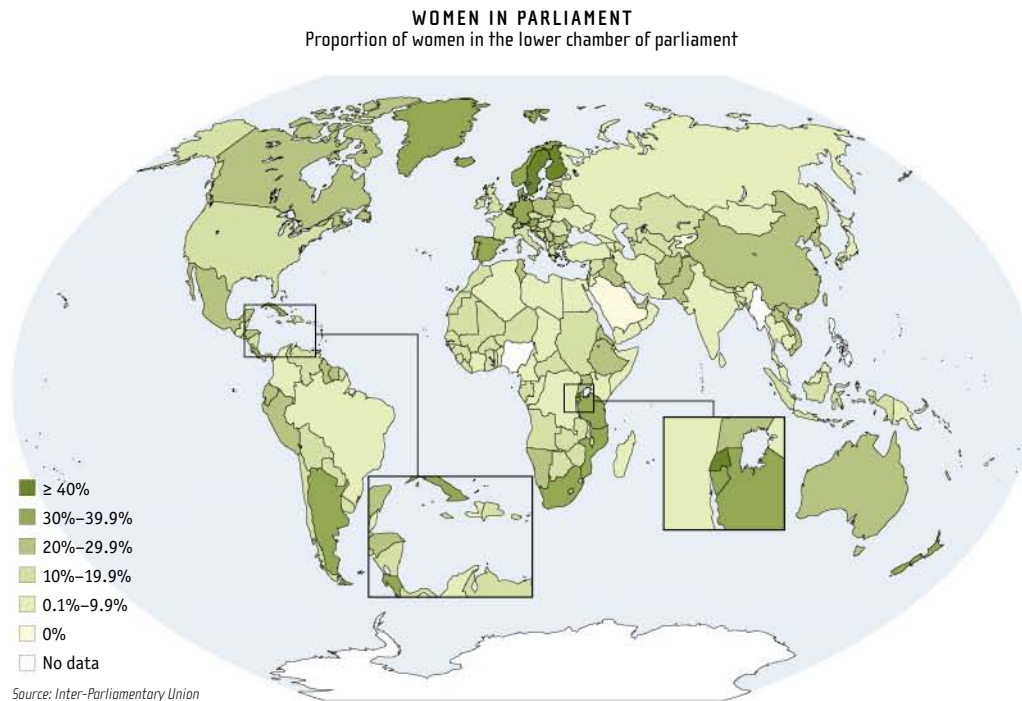 WOMEN IN PARLIAMENT
Proportion of women in the lower chamber of parliament
≥ 40%
30%–39.9%
20%–29.9%
10%–19.9%
0.1%–9.9%
0%
No data
Source: Inter-Parliamentary Union